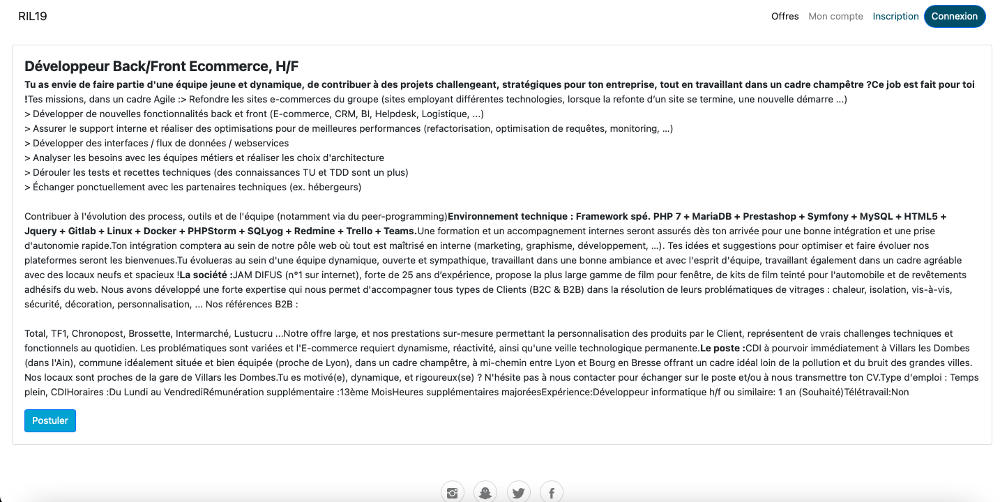 RIL19
Offres Mon compte Inscription Connexion
Développeur Back/Front Ecommerce, H/F
Tu as envie de faire partie d'une équipe jeune et dynamique, de contribuer à des projets challengeant, stratégiques pour ton entreprise, tout en travaillant dans un cadre champêtre ?Ce job est fait pour toi
!Tes missions, dans un cadre Agile :> Refondre les sites e-commerces du groupe (sites employant différentes technologies, lorsque la refonte d’un site se termine, une nouvelle démarre ...)
> Développer de nouvelles fonctionnalités back et front (E-commerce, CRM, BI, Helpdesk, Logistique, ...)
> Assurer le support interne et réaliser des optimisations pour de meilleures performances (refactorisation, optimisation de requêtes, monitoring, …)
> Développer des interfaces / flux de données / webservices
> Analyser les besoins avec les équipes métiers et réaliser les choix d'architecture
> Dérouler les tests et recettes techniques (des connaissances TU et TDD sont un plus)
> Échanger ponctuellement avec les partenaires techniques (ex. hébergeurs)
Contribuer à l'évolution des process, outils et de l'équipe (notamment via du peer-programming)Environnement technique : Framework spé. PHP 7 + MariaDB + Prestashop + Symfony + MySQL + HTML5 +
Jquery + Gitlab + Linux + Docker + PHPStorm + SQLyog + Redmine + Trello + Teams.Une formation et un accompagnement internes seront assurés dès ton arrivée pour une bonne intégration et une prise
d'autonomie rapide.Ton intégration comptera au sein de notre pôle web où tout est maîtrisé en interne (marketing, graphisme, développement, …). Tes idées et suggestions pour optimiser et faire évoluer nos
plateformes seront les bienvenues.Tu évolueras au sein d'une équipe dynamique, ouverte et sympathique, travaillant dans une bonne ambiance et avec l'esprit d'équipe, travaillant également dans un cadre agréable
avec des locaux neufs et spacieux !La société :JAM DIFUS (n°1 sur internet), forte de 25 ans d’expérience, propose la plus large gamme de film pour fenêtre, de kits de film teinté pour l'automobile et de revêtements
adhésifs du web. Nous avons développé une forte expertise qui nous permet d'accompagner tous types de Clients (B2C & B2B) dans la résolution de leurs problématiques de vitrages : chaleur, isolation, vis-à-vis,
sécurité, décoration, personnalisation, ... Nos références B2B :
Total, TF1, Chronopost, Brossette, Intermarché, Lustucru ...Notre offre large, et nos prestations sur-mesure permettant la personnalisation des produits par le Client, représentent de vrais challenges techniques et
fonctionnels au quotidien. Les problématiques sont variées et l'E-commerce requiert dynamisme, réactivité, ainsi qu'une veille technologique permanente.Le poste :CDI à pourvoir immédiatement à Villars les Dombes
(dans l'Ain), commune idéalement située et bien équipée (proche de Lyon), dans un cadre champêtre, à mi-chemin entre Lyon et Bourg en Bresse offrant un cadre idéal loin de la pollution et du bruit des grandes villes.
Nos locaux sont proches de la gare de Villars les Dombes.Tu es motivé(e), dynamique, et rigoureux(se) ? N'hésite pas à nous contacter pour échanger sur le poste et/ou à nous transmettre ton CV.Type d'emploi : Temps
plein, CDIHoraires :Du Lundi au VendrediRémunération supplémentaire :13ème MoisHeures supplémentaires majoréesExpérience:Développeur informatique h/f ou similaire: 1 an (Souhaité)Télétravail:Non
Postuler